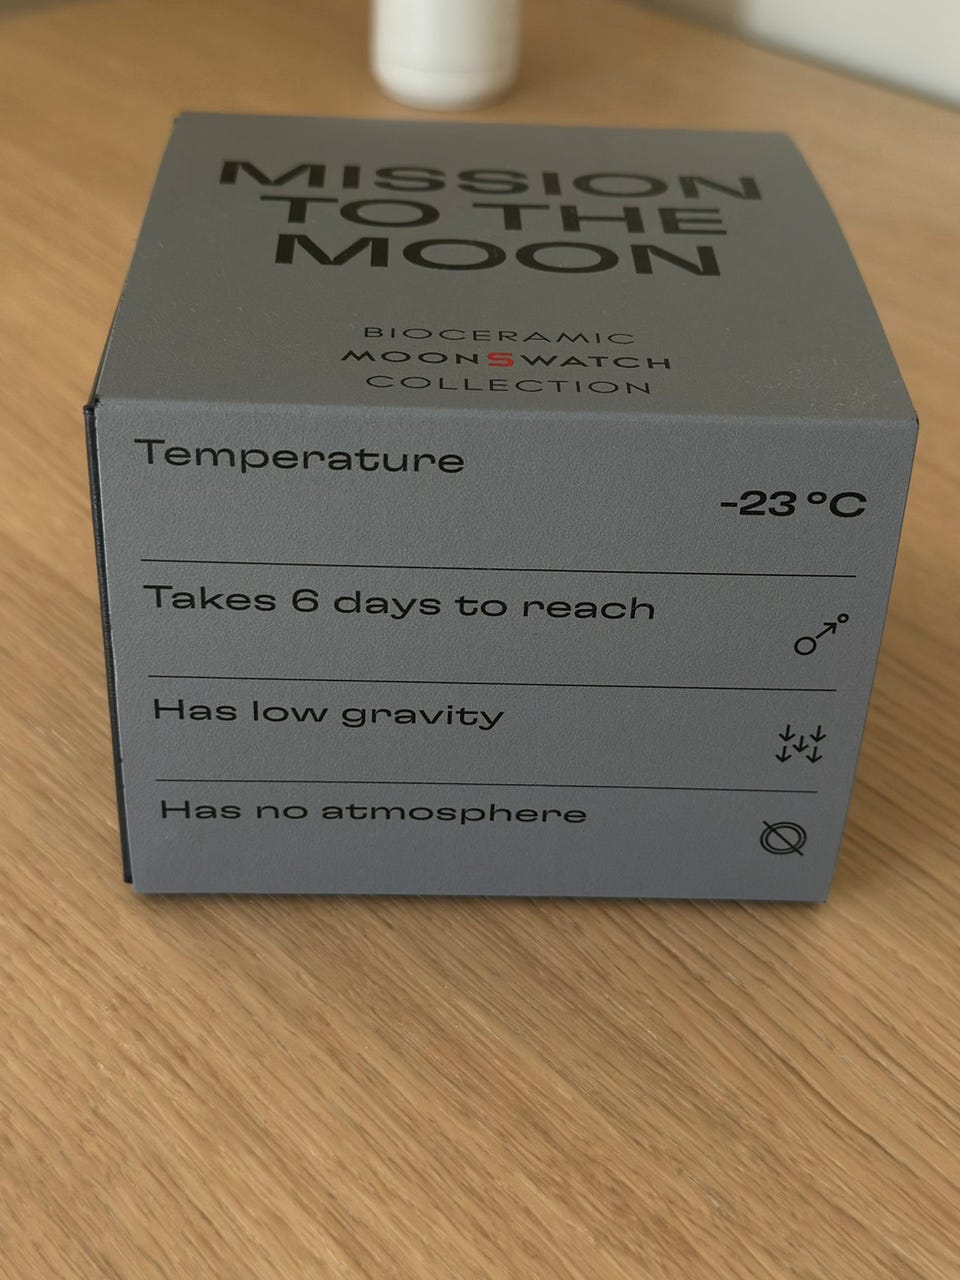 MISSION
TO THE
MOON
BIOCERAMIC
MOONSWATCH
COLLECTION
Temperature
-23 °C
Takes 6 days to reach
Has low gravity
Has no atmosphere